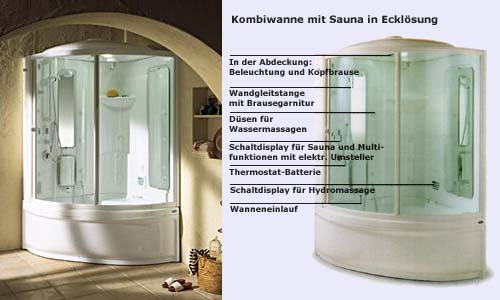 Kombiwanne mit Sauna in Ecklösung
In der Abdeckung:
Beleuchtung und Kopfbrause
Wandgleitstange
mit Brausegarnitur
Düsen für
Wassermassagen
Schaltdisplay für Sauna und Multi-
funktionen mit elektr. Umsteller
Thermostat-Batterie
Schaltdisplay für Hydromassage
Wanneneinlauf